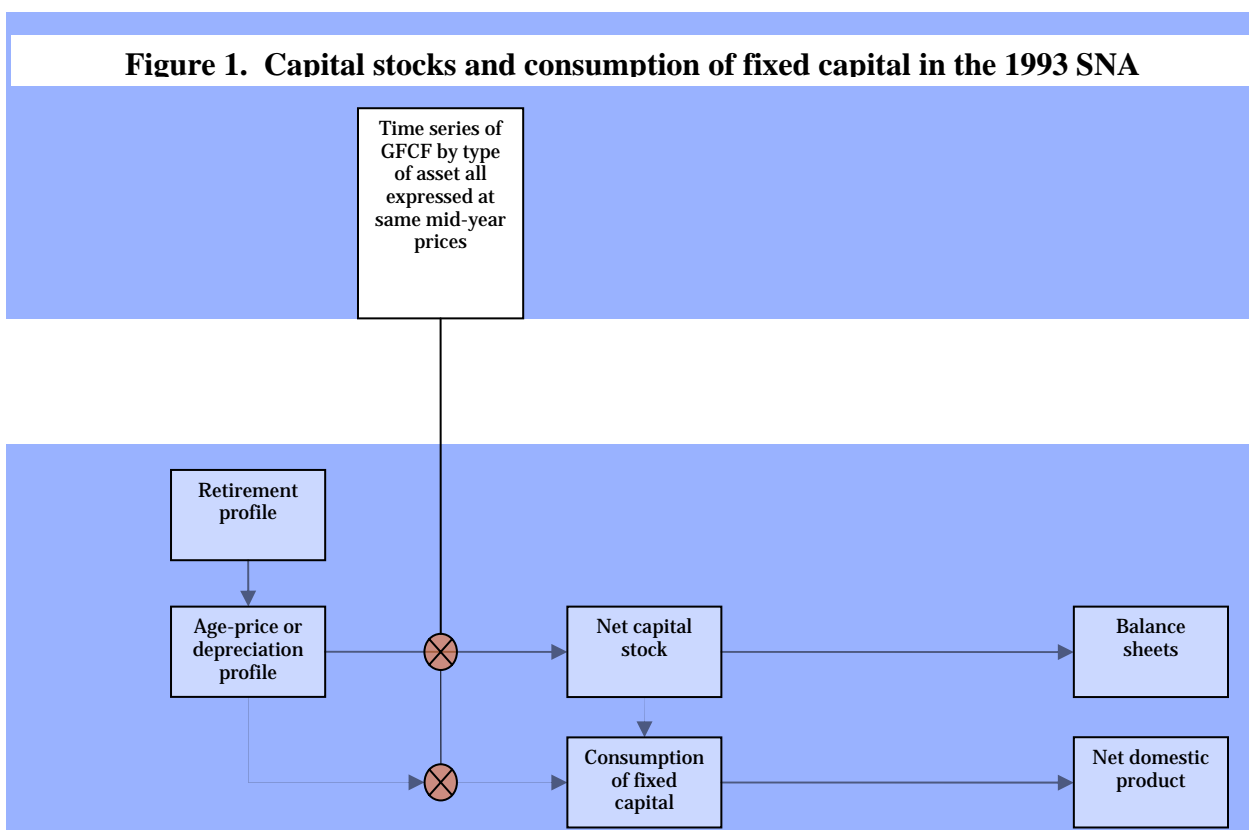 Figure 1. Capital stocks and consumption of fixed capital in the 1993 SNA
Time series of
GFCF by type
of asset all
expressed at
same mid-year
prices
Retirement
profile
Age-price or
depreciation
profile
Net capital
stock
Balance
sheets
Consumption
of fixed
capital
Net domestic
product